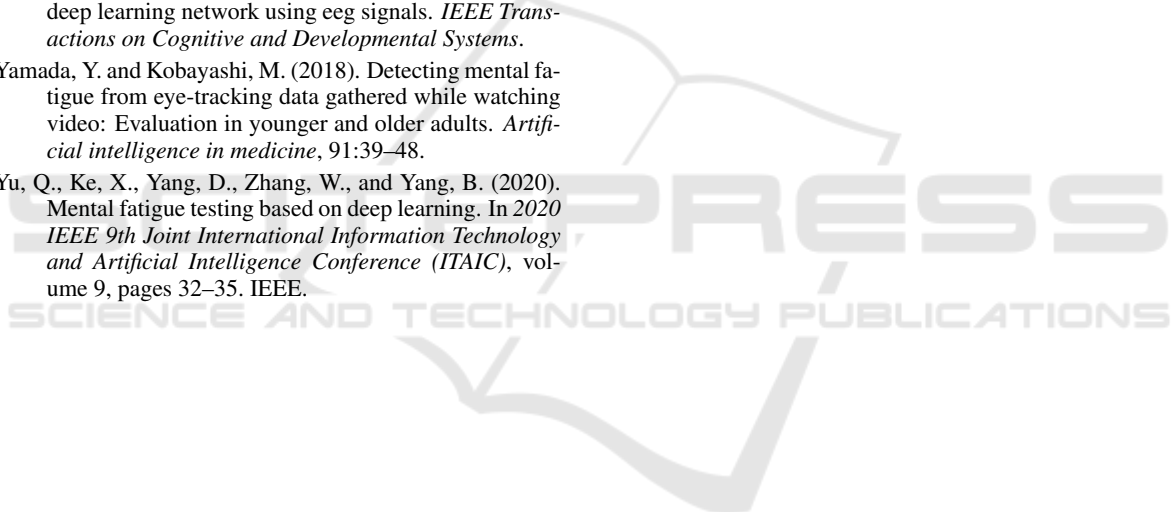 deep learning network using eeg signals. IEEE Trans-
actions on Cognitive and Developmental Systems.
Yamada, Y. and Kobayashi, M. (2018). Detecting mental fa-
tigue from eye-tracking data gathered while watching
video: Evaluation in younger and older adults. Artifi-
cial intelligence in medicine, 91:39–48.
Yu, Q., Ke, X., Yang, D., Zhang, W., and Yang, B. (2020).
Mental fatigue testing based on deep learning. In 2020
IEEE 9th Joint International Information Technology
and Artificial Intelligence Conference (ITAIC), vol-
ume 9, pages 32–35. IEEE.
SCITEPRESS
SCIENCE AND TECHNOLOGY PUBLICATIONS